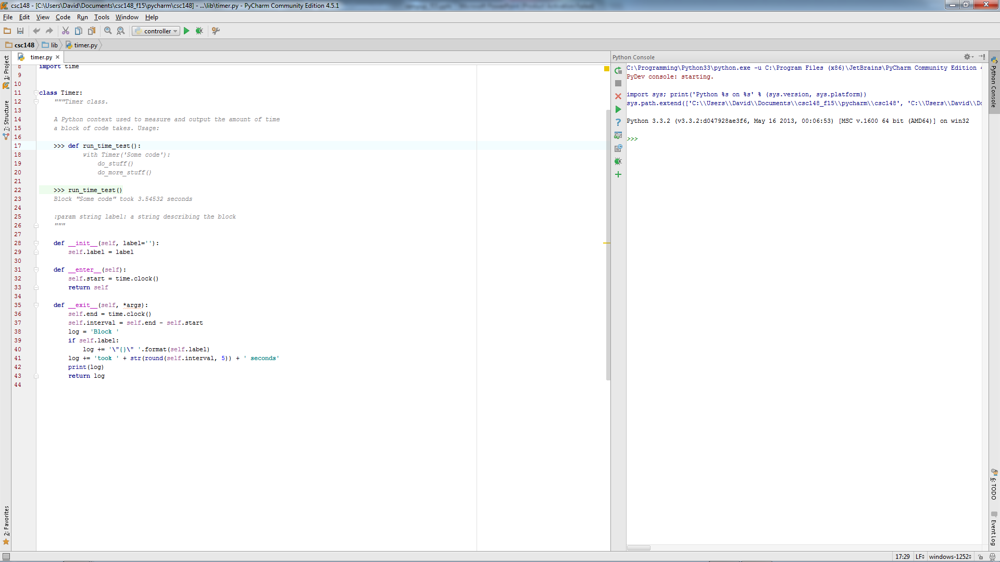 csc148 - [C:\Users\David\Documents\csc148_f15\pycharm\csc148] - ...\lib\timer.py - PyCharm Community Edition 4.5.1
File Edit View Code Run Tools Window Help
controller
csc148 lib timer.py
timer.py
1: Project
7: Structure
2: Favorites
8 import time
9
10
11 class Timer:
12 """Timer class.
13
14 A Python context used to measure and output the amount of time
15 a block of code takes. Usage:
16
17 >>> def run_time_test():
18 with Timer('Some code'):
19 do_stuff()
20 do_more_stuff()
21
22 >>> run_time_test()
23 Block "Some code" took 3.54532 seconds
24
25 :param string label: a string describing the block
26 """
27
28 def __init__(self, label=''):
29 self.label = label
30
31 def __enter__(self):
32 self.start = time.clock()
33 return self
34
35 def __exit__(self, *args):
36 self.end = time.clock()
37 self.interval = self.end - self.start
38 log = 'Block '
39 if self.label:
40 log += '\"{}\" '.format(self.label)
41 log += 'took ' + str(round(self.interval, 5)) + ' seconds'
42 print(log)
43 return log
44
Python Console
C:\Programming\Python33\python.exe -u C:\Program Files (x86)\JetBrains\PyCharm Community Edition 4
PyDev console: starting.
import sys; print('Python %s on %s' % (sys.version, sys.platform))
sys.path.extend(['C:\\Users\\David\\Documents\\csc148_f15\\pycharm\\csc148', 'C:\\Users\\David\\Do
Python 3.3.2 (v3.3.2:d047928ae3f6, May 16 2013, 00:06:53) [MSC v.1600 64 bit (AMD64)] on win32
>>>
Python Console
6: TODO
Event Log
17:29 LF windows-1252